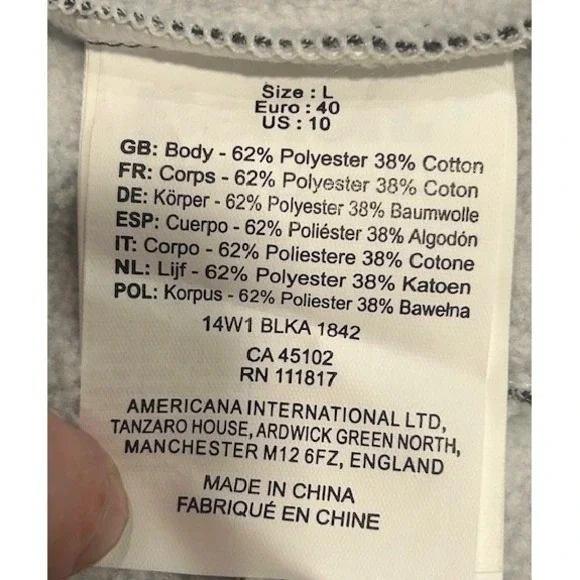 Size : L
Euro : 40
US : 10
GB: Body - 62% Polyester 38% Cotton
FR: Corps - 62% Polyester 38% Coton
DE: Körper - 62% Polyester 38% Baumwolle
ESP: Cuerpo - 62% Poliéster 38% Algodón
IT: Corpo - 62% Poliestere 38% Cotone
NL: Lijf - 62% Polyester 38% Katoen
POL: Korpus - 62% Poliester 38% Bawełna
14W1 BLKA 1842
CA 45102
RN 111817
AMERICANA INTERNATIONAL LTD,
TANZARO HOUSE, ARDWICK GREEN NORTH,
MANCHESTER M12 6FZ, ENGLAND
MADE IN CHINA
FABRIQUÉ EN CHINE